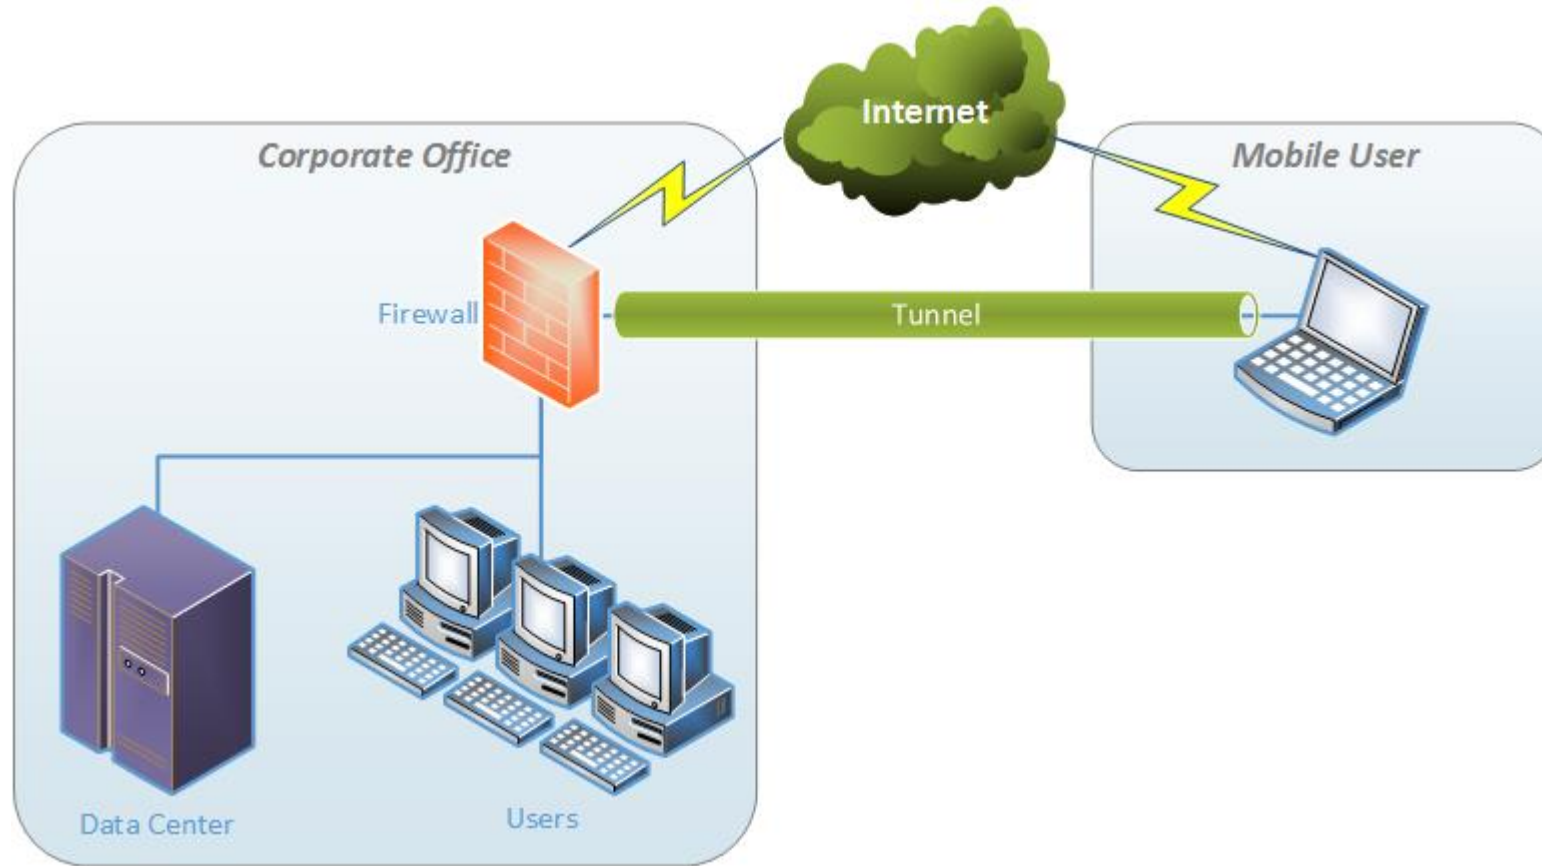 Internet
Corporate Office
Mobile User
Firewall
Tunnel
Data Center
Users